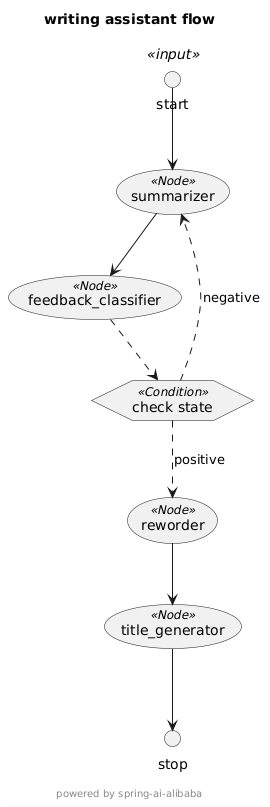 writing assistant flow
«input»
start
«Node»
summarizer
«Node»
feedback_classifier
negative
«Condition»
check state
positive
«Node»
reworder
«Node»
title_generator
stop
powered by spring-ai-alibaba